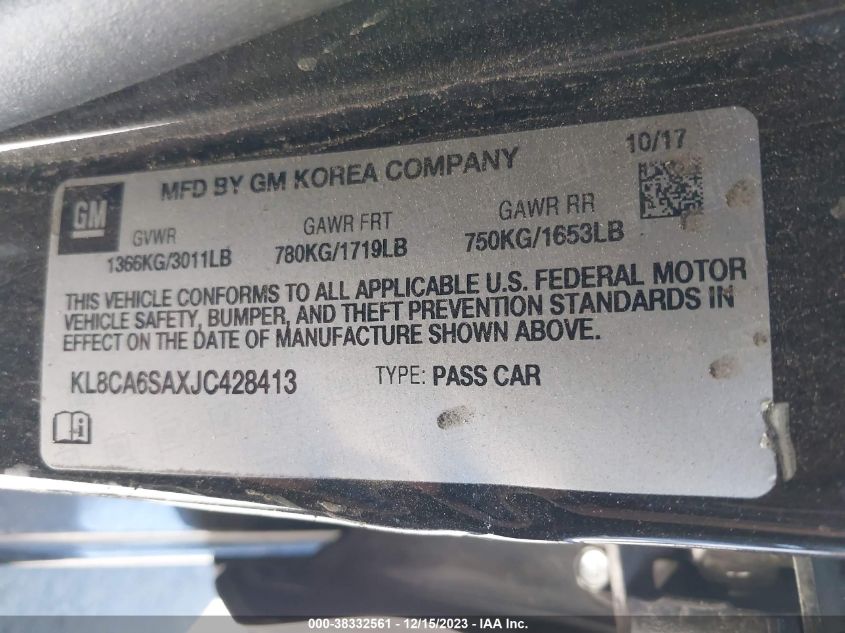 10/17
MFD BY GM KOREA COMPANY
GM
GVWR GAWR FRT GAWR RR
1366KG/3011LB 780KG/1719LB 750KG/1653LB
THIS VEHICLE CONFORMS TO ALL APPLICABLE U.S. FEDERAL MOTOR
VEHICLE SAFETY, BUMPER, AND THEFT PREVENTION STANDARDS IN
EFFECT ON THE DATE OF MANUFACTURE SHOWN ABOVE.
KL8CA6SAXJC428413 TYPE: PASS CAR
000-38332561 - 12/15/2023 - IAA Inc.